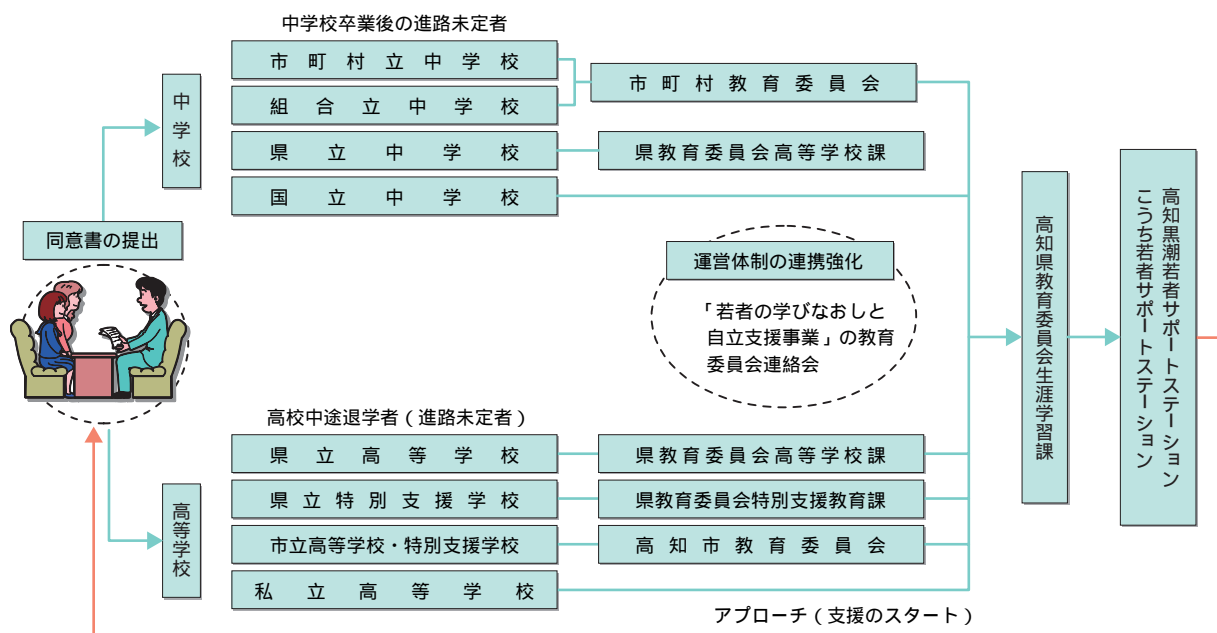 中学校卒業後の進路未定者
市町村立中学校
組合立中学校
県立中学校
国立中学校
中学校
市町村教育委員会
県教育委員会高等学校課
同意書の提出
運営体制の連携強化
「若者の学びなおしと
自立支援事業」の教育
委員会連絡会
高校中途退学者(進路未定者)
県立高等学校
県立特別支援学校
市立高等学校・特別支援学校
私立高等学校
高等学校
県教育委員会高等学校課
県教育委員会特別支援教育課
高知市教育委員会
アプローチ(支援のスタート)
高知県教育委員会生涯学習課
高知黒潮若者サポートステーション
こうち若者サポートステーション